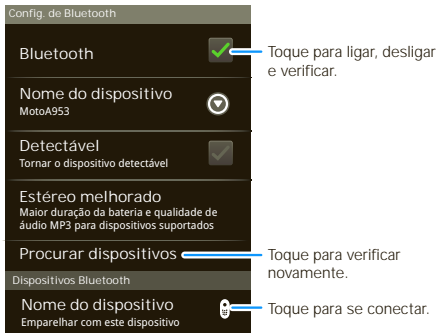 Config. de Bluetooth
Bluetooth
Toque para ligar, desligar
e verificar.
Nome do dispositivo
MotoA953
Detectável
Tornar o dispositivo detectável
Estéreo melhorado
Maior duração da bateria e qualidade de
áudio MP3 para dispositivos suportados
Procurar dispositivos
Toque para verificar
novamente.
Dispositivos Bluetooth
Nome do dispositivo
Emparelhar com este dispositivo
Toque para se conectar.